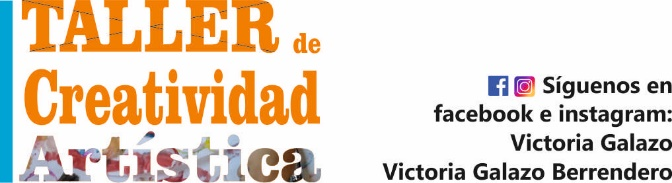 TALLER de
Creatividad
Artística
Síguenos en
facebook e instagram:
Victoria Galazo
Victoria Galazo Berrendero